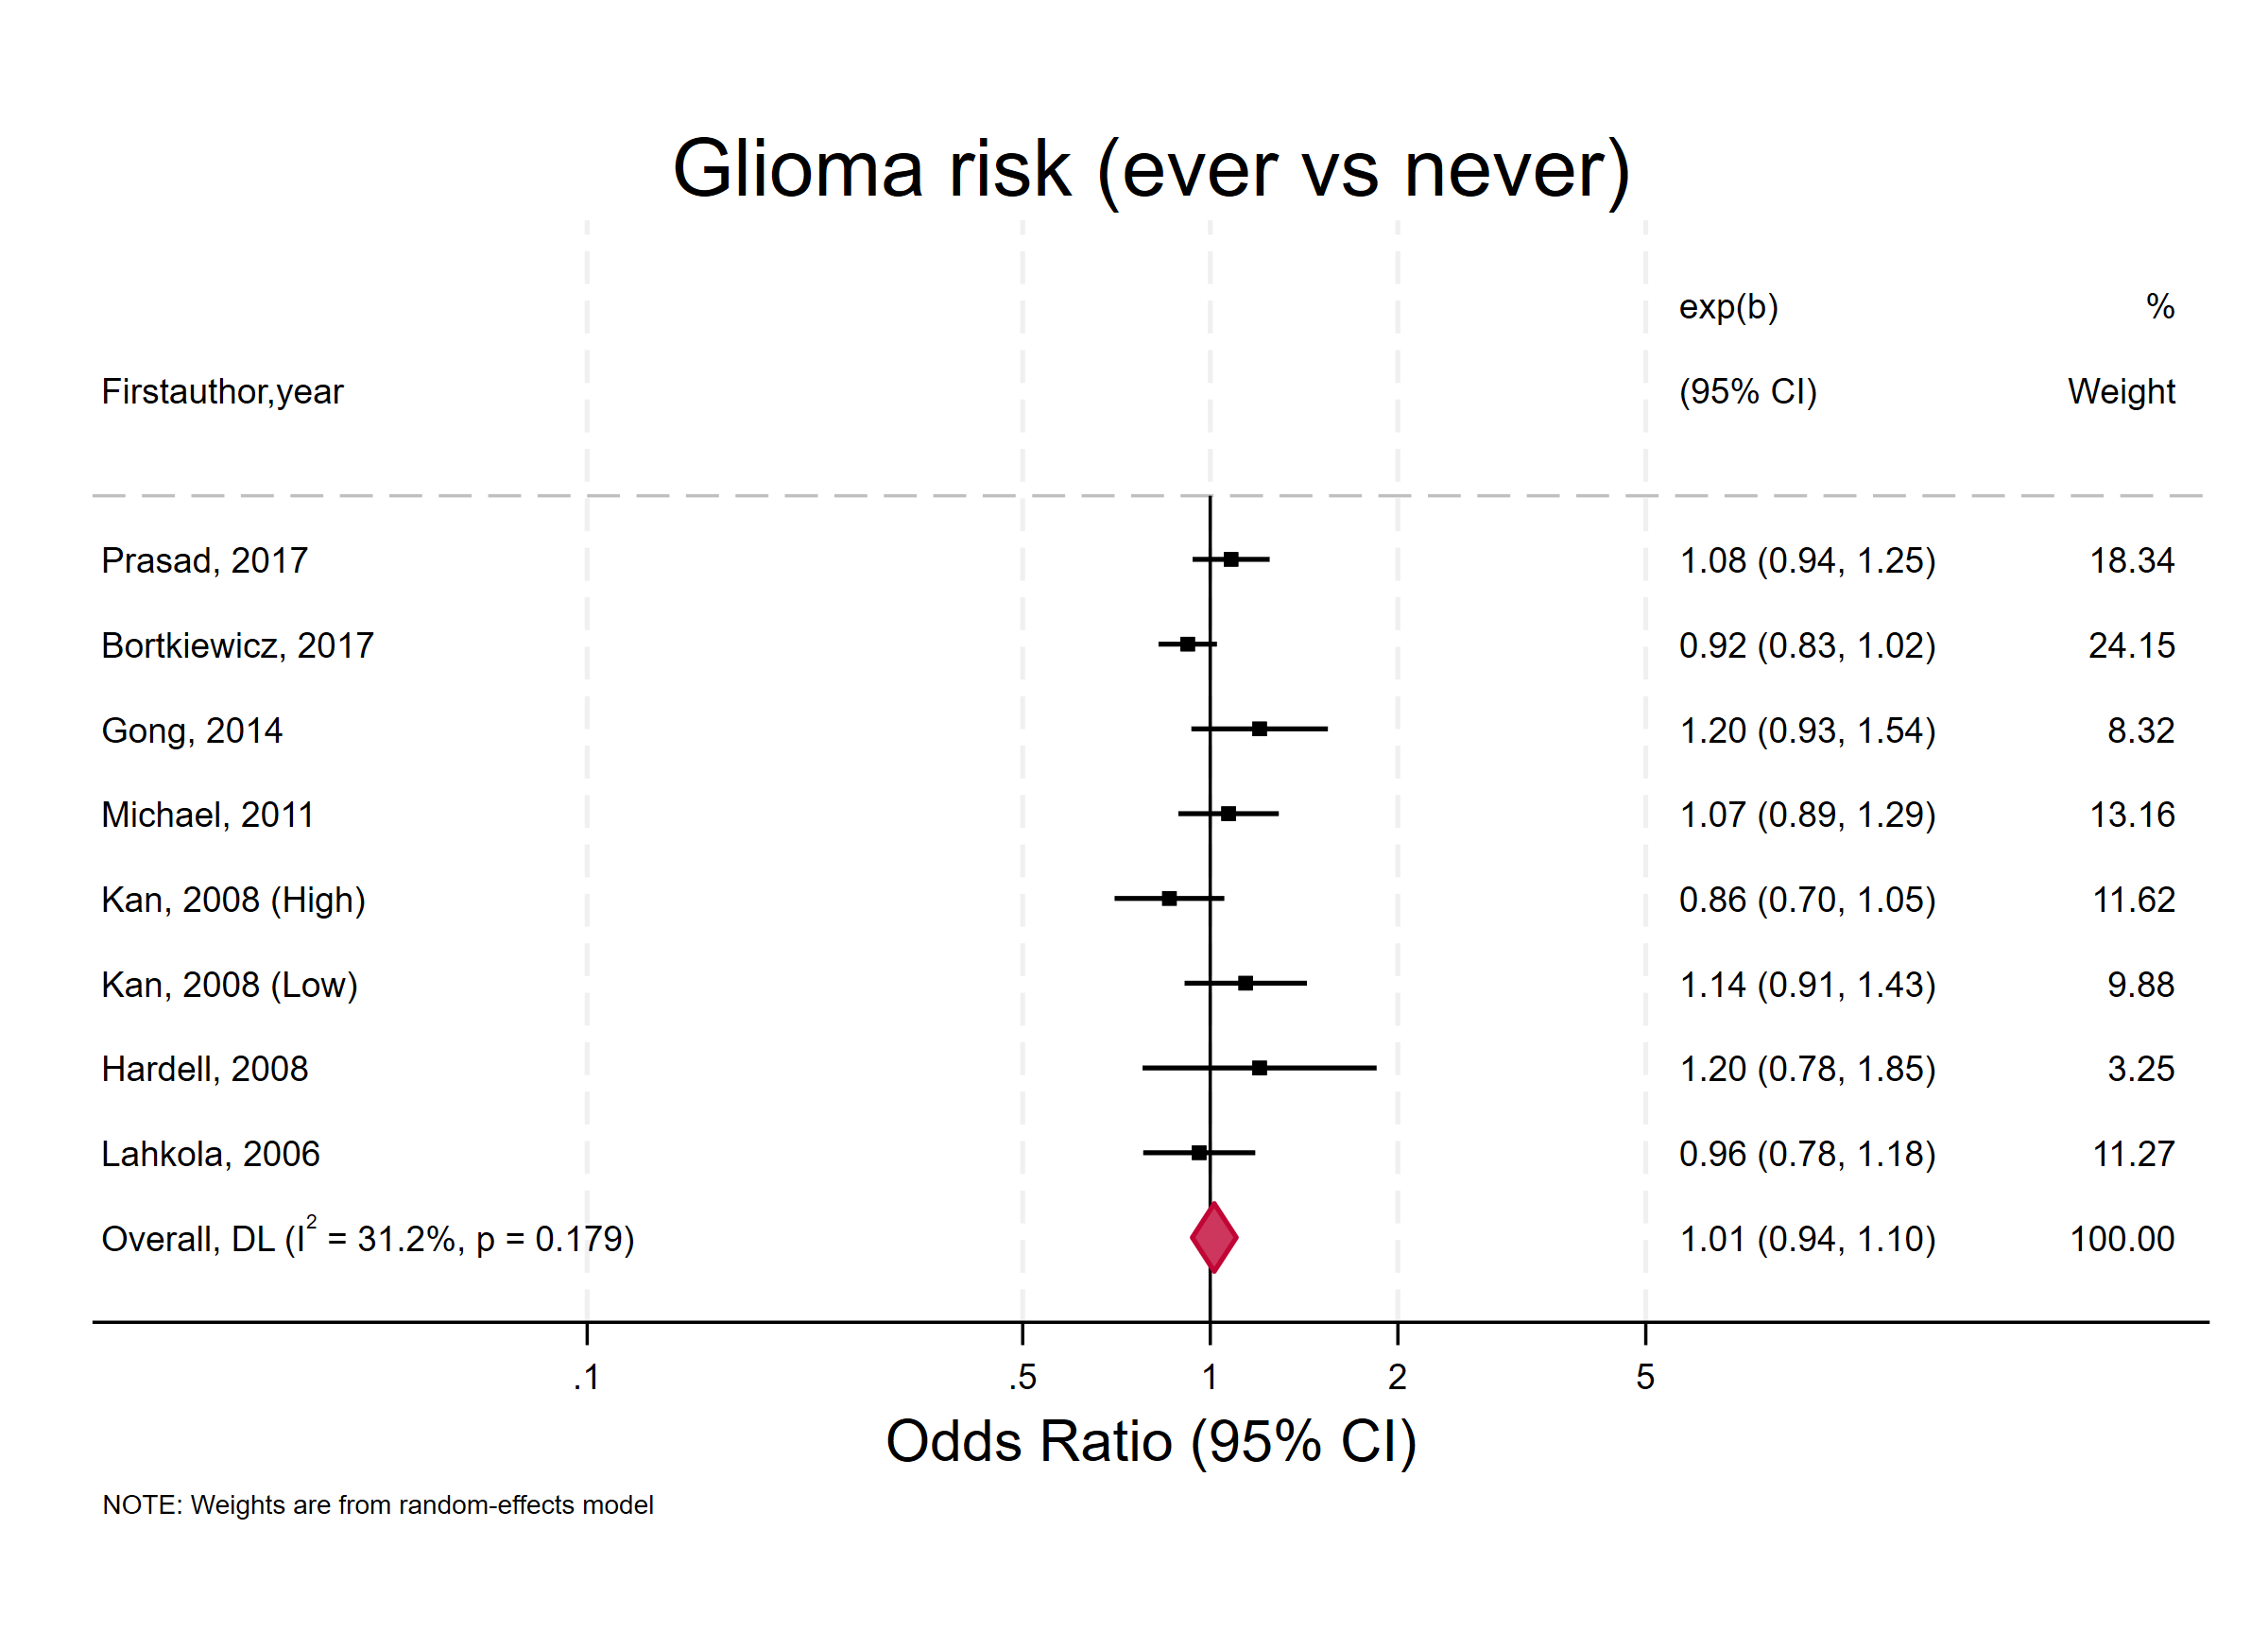 Glioma risk (ever vs never)
exp(b) %
Firstauthor,year (95% CI) Weight
Prasad, 2017 1.08 (0.94, 1.25) 18.34
Bortkiewicz, 2017 0.92 (0.83, 1.02) 24.15
Gong, 2014 1.20 (0.93, 1.54) 8.32
Michael, 2011 1.07 (0.89, 1.29) 13.16
Kan, 2008 (High) 0.86 (0.70, 1.05) 11.62
Kan, 2008 (Low) 1.14 (0.91, 1.43) 9.88
Hardell, 2008 1.20 (0.78, 1.85) 3.25
Lahkola, 2006 0.96 (0.78, 1.18) 11.27
Overall, DL (I² = 31.2%, p = 0.179) 1.01 (0.94, 1.10) 100.00
.1 .5 1 2 5
Odds Ratio (95% CI)
NOTE: Weights are from random-effects model